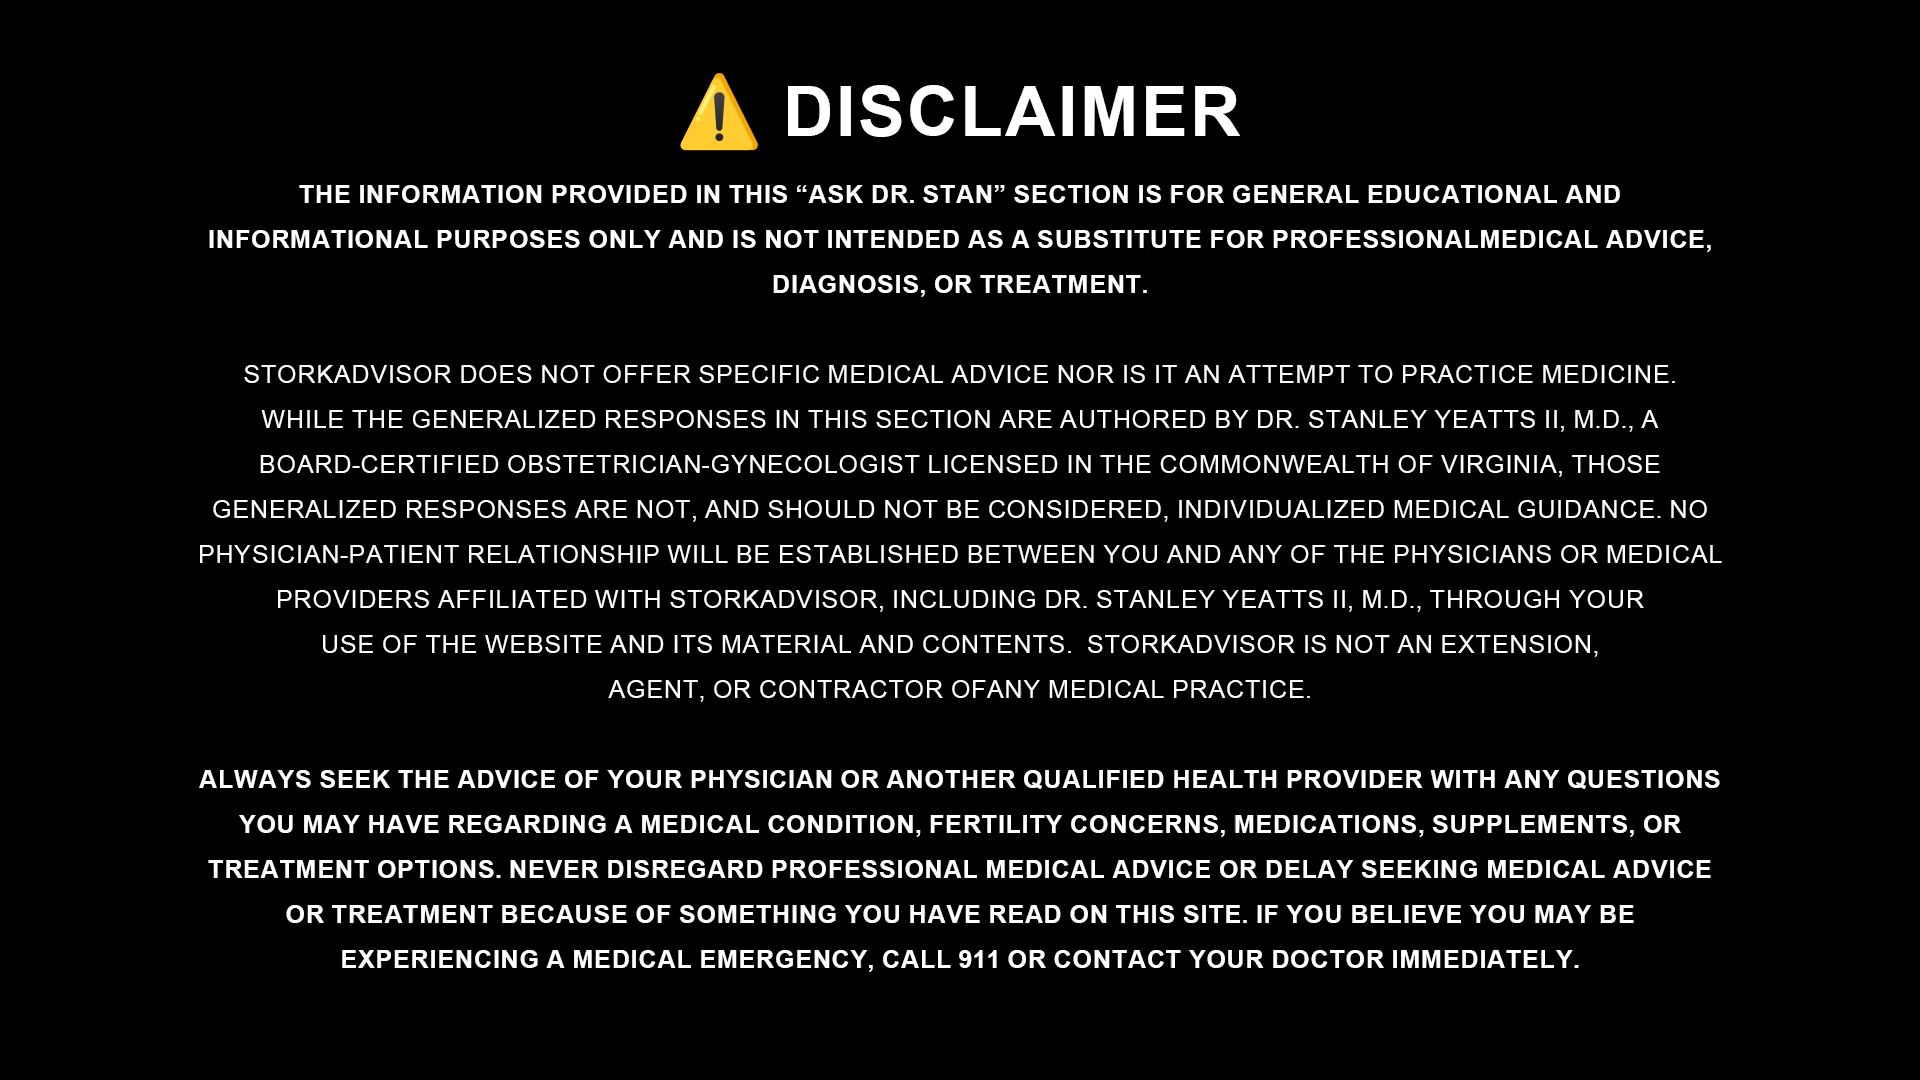 ⚠️ DISCLAIMER
THE INFORMATION PROVIDED IN THIS “ASK DR. STAN” SECTION IS FOR GENERAL EDUCATIONAL AND
INFORMATIONAL PURPOSES ONLY AND IS NOT INTENDED AS A SUBSTITUTE FOR PROFESSIONALMEDICAL ADVICE,
DIAGNOSIS, OR TREATMENT.
STORKADVISOR DOES NOT OFFER SPECIFIC MEDICAL ADVICE NOR IS IT AN ATTEMPT TO PRACTICE MEDICINE.
WHILE THE GENERALIZED RESPONSES IN THIS SECTION ARE AUTHORED BY DR. STANLEY YEATTS II, M.D., A
BOARD-CERTIFIED OBSTETRICIAN-GYNECOLOGIST LICENSED IN THE COMMONWEALTH OF VIRGINIA, THOSE
GENERALIZED RESPONSES ARE NOT, AND SHOULD NOT BE CONSIDERED, INDIVIDUALIZED MEDICAL GUIDANCE. NO
PHYSICIAN-PATIENT RELATIONSHIP WILL BE ESTABLISHED BETWEEN YOU AND ANY OF THE PHYSICIANS OR MEDICAL
PROVIDERS AFFILIATED WITH STORKADVISOR, INCLUDING DR. STANLEY YEATTS II, M.D., THROUGH YOUR
USE OF THE WEBSITE AND ITS MATERIAL AND CONTENTS.  STORKADVISOR IS NOT AN EXTENSION,
AGENT, OR CONTRACTOR OFANY MEDICAL PRACTICE.
ALWAYS SEEK THE ADVICE OF YOUR PHYSICIAN OR ANOTHER QUALIFIED HEALTH PROVIDER WITH ANY QUESTIONS
YOU MAY HAVE REGARDING A MEDICAL CONDITION, FERTILITY CONCERNS, MEDICATIONS, SUPPLEMENTS, OR
TREATMENT OPTIONS. NEVER DISREGARD PROFESSIONAL MEDICAL ADVICE OR DELAY SEEKING MEDICAL ADVICE
OR TREATMENT BECAUSE OF SOMETHING YOU HAVE READ ON THIS SITE. IF YOU BELIEVE YOU MAY BE
EXPERIENCING A MEDICAL EMERGENCY, CALL 911 OR CONTACT YOUR DOCTOR IMMEDIATELY.